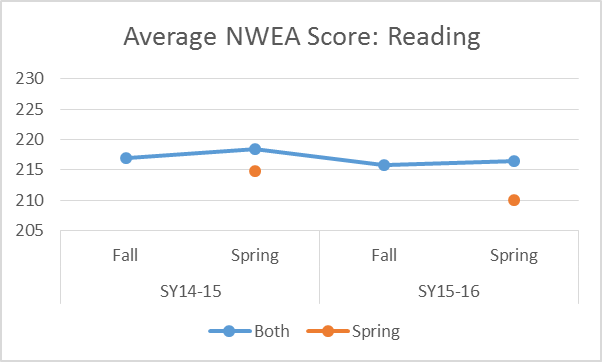 Average NWEA Score: Reading
230
225
220
215
210
205
Fall Spring Fall Spring
SY14-15 SY15-16
Both Spring